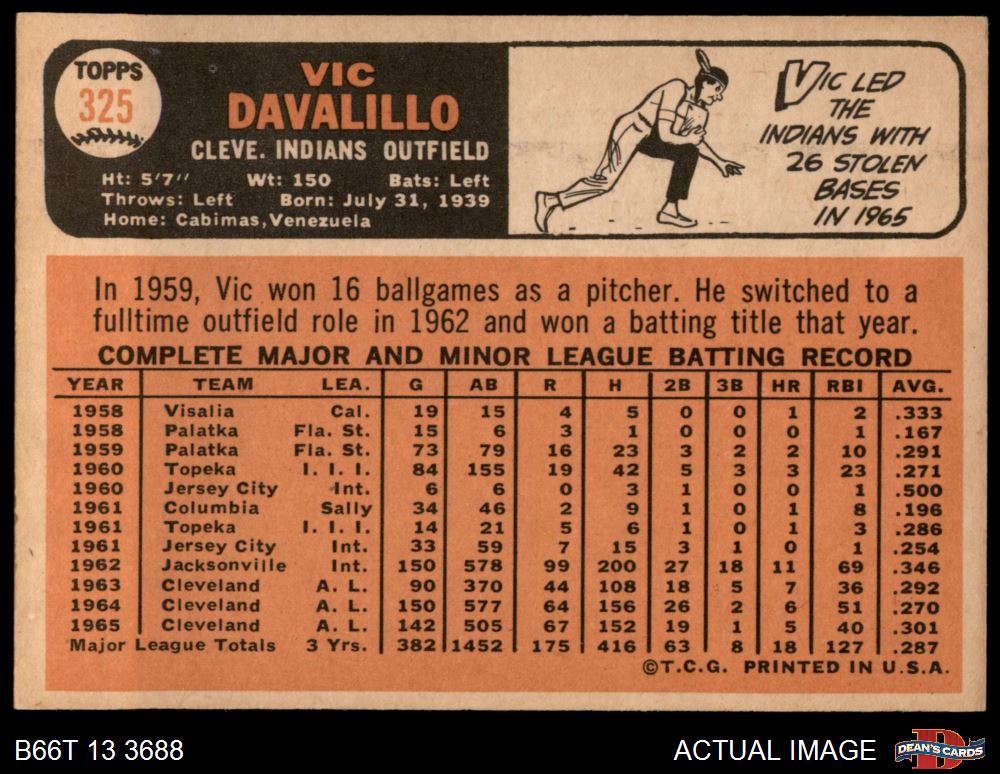 TOPPS
325
VIC
DAVALILLO
CLEVE. INDIANS OUTFIELD
Ht: 5'7" Wt: 150 Bats: Left
Throws: Left Born: July 31, 1939
Home: Cabimas, Venezuela
VIC LED
THE
INDIANS WITH
26 STOLEN
BASES
IN 1965
In 1959, Vic won 16 ballgames as a pitcher. He switched to a
fulltime outfield role in 1962 and won a batting title that year.
COMPLETE MAJOR AND MINOR LEAGUE BATTING RECORD
YEAR TEAM LEA. G AB R H 2B 3B HR RBI AVG.
1958 Visalia Cal. 19 15 4 5 0 0 1 2 .333
1958 Palatka Fla. St. 15 6 3 1 0 0 0 1 .167
1959 Palatka Fla. St. 73 79 16 23 3 2 2 10 .291
1960 Topeka I. I. I. 84 155 19 42 5 3 3 23 .271
1960 Jersey City Int. 6 6 0 3 1 0 0 1 .500
1961 Columbia Sally 34 46 2 9 1 0 1 8 .196
1961 Topeka I. I. I. 14 21 5 6 1 0 1 3 .286
1961 Jersey City Int. 33 59 7 15 3 1 0 1 .254
1962 Jacksonville Int. 150 578 99 200 27 18 11 69 .346
1963 Cleveland A. L. 90 370 44 108 18 5 7 36 .292
1964 Cleveland A. L. 150 577 64 156 26 2 6 51 .270
1965 Cleveland A. L. 142 505 67 152 19 1 5 40 .301
Major League Totals 3 Yrs. 382 1452 175 416 63 8 18 127 .287
©T.C.G. PRINTED IN U.S.A.
B66T 13 3688
ACTUAL IMAGE
D
DEAN'S CARDS